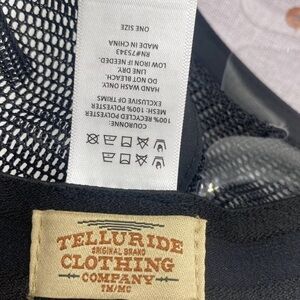 COURONNE:
100% RECYCLED POLYESTER
MESH: 100% POLYESTER
EXCLUSIVE OF TRIMS
HAND WASH ONLY
DO NOT BLEACH.
LINE DRY.
LOW IRON IF NEEDED.
RN#75343
MADE IN CHINA
ONE SIZE
TELLURIDE
ORIGINAL BRAND
CLOTHING
COMPANY
TM/MC